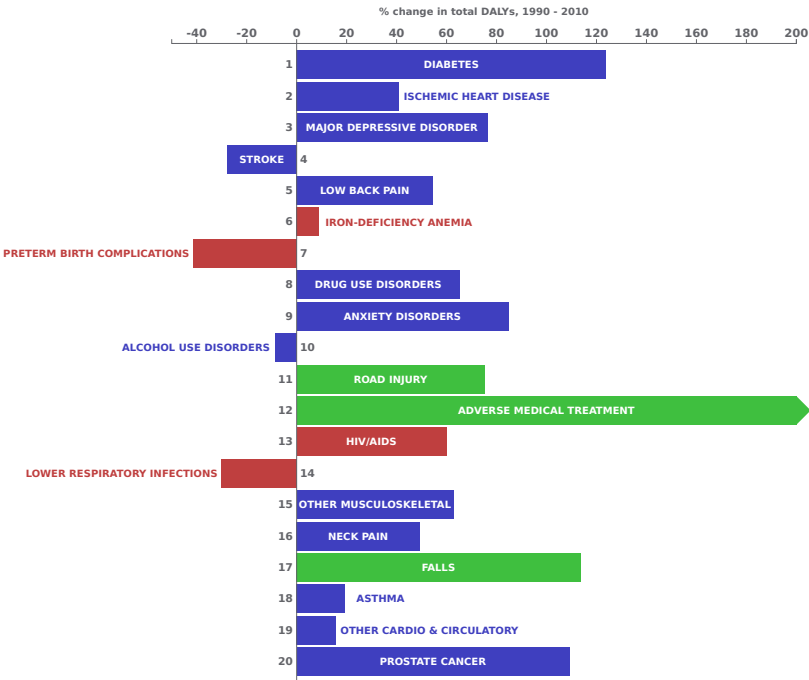 % change in total DALYs, 1990 - 2010
-40 -20 0 20 40 60 80 100 120 140 160 180 200
1 DIABETES
2 ISCHEMIC HEART DISEASE
3 MAJOR DEPRESSIVE DISORDER
STROKE 4
5 LOW BACK PAIN
6 IRON-DEFICIENCY ANEMIA
PRETERM BIRTH COMPLICATIONS 7
8 DRUG USE DISORDERS
9 ANXIETY DISORDERS
ALCOHOL USE DISORDERS 10
11 ROAD INJURY
12 ADVERSE MEDICAL TREATMENT
13 HIV/AIDS
LOWER RESPIRATORY INFECTIONS 14
15 OTHER MUSCULOSKELETAL
16 NECK PAIN
17 FALLS
18 ASTHMA
19 OTHER CARDIO & CIRCULATORY
20 PROSTATE CANCER